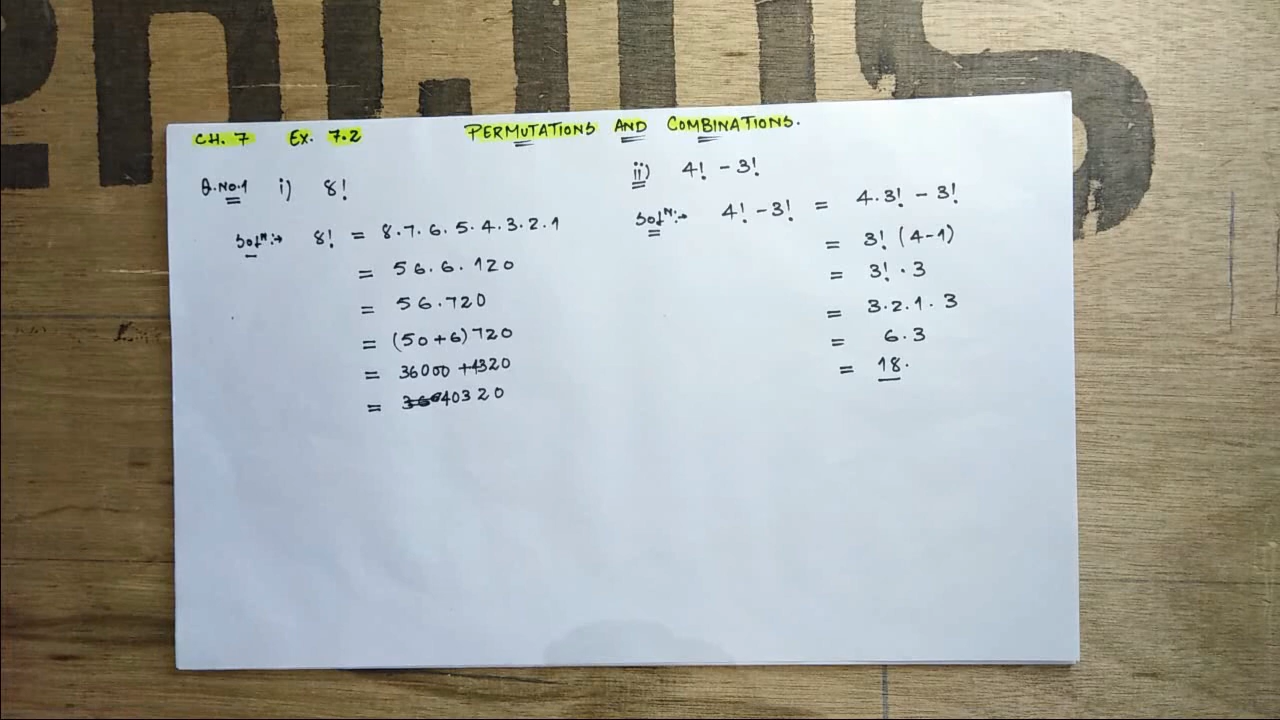 CH. 7 Ex. 7.2 PERMUTATIONS AND COMBINATIONS.
Q.No.1 i) 8!
Solⁿ:→ 8! = 8.7.6.5.4.3.2.1
= 56.6.120
= 56.720
= (50+6)720
= 36000+4320
= 40320
ii) 4! - 3!
Solⁿ:→ 4! - 3! = 4.3! - 3!
= 3! (4-1)
= 3! . 3
= 3.2.1.3
= 6.3
= 18.